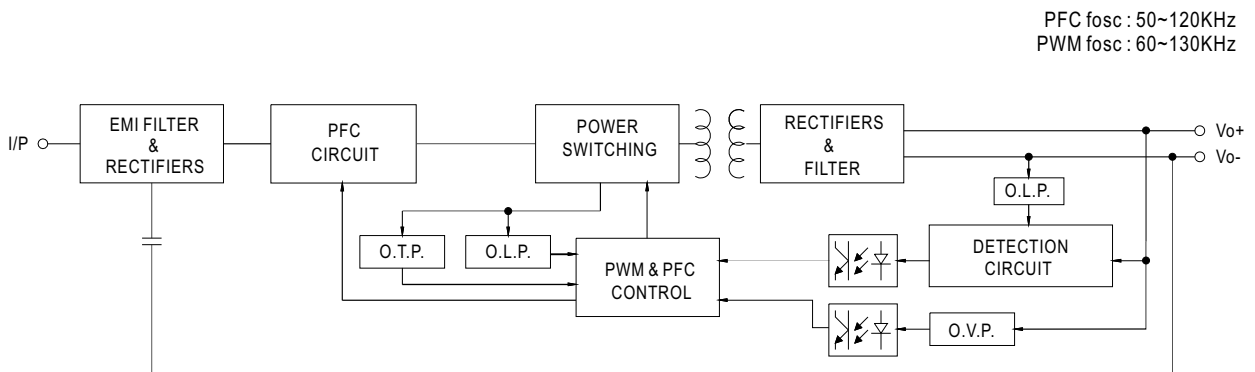 PFC fosc : 50~120KHz
PWM fosc : 60~130KHz
I/P
EMI FILTER
&
RECTIFIERS
PFC
CIRCUIT
POWER
SWITCHING
RECTIFIERS
&
FILTER
Vo+
Vo-
O.L.P.
O.T.P.
O.L.P.
PWM & PFC
CONTROL
DETECTION
CIRCUIT
O.V.P.